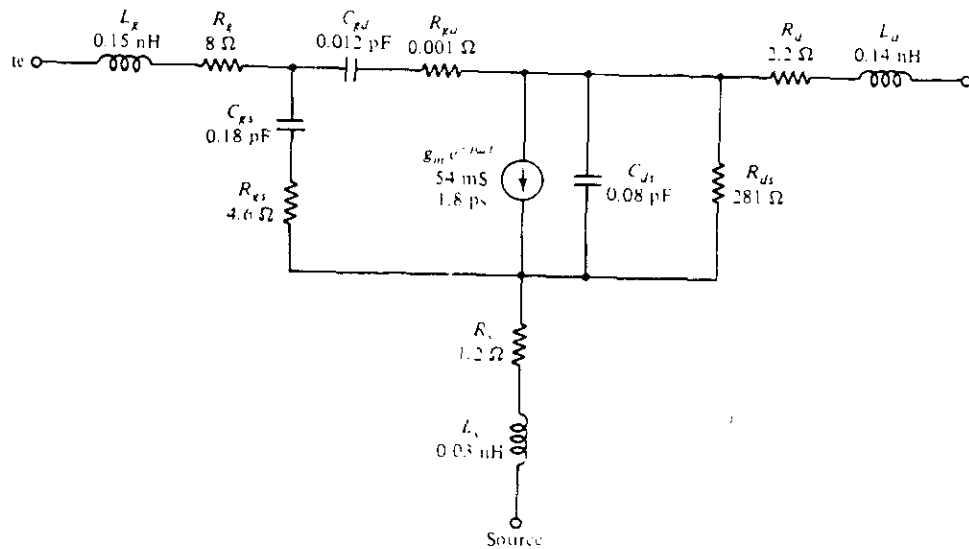 L_g
0.15 nH
R_g
8 Ω
C_gd
0.012 pF
R_gd
0.001 Ω
R_d
2.2 Ω
L_d
0.14 nH
te
C_gs
0.18 pF
R_gs
4.6 Ω
g_m
54 mS
1.8 ps
C_ds
0.08 pF
R_ds
281 Ω
R_s
1.2 Ω
L_s
0.03 nH
Source